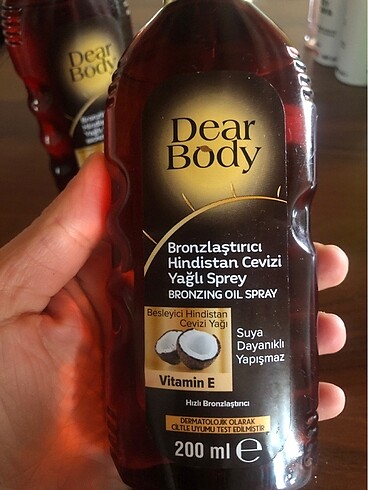 Dear
Body
Bronzlaştırıcı
Hindistan Cevizi
Yağlı Sprey
BRONZING OIL SPRAY
Besleyici Hindistan
Cevizi Yağı
Vitamin E
Suya
Dayanıklı
Yapışmaz
Hızlı Bronzlaştırıcı
DERMATOLOJİK OLARAK
CİLTLE UYUMU TEST EDİLMİŞTİR
200 ml ℮
Dear
Body